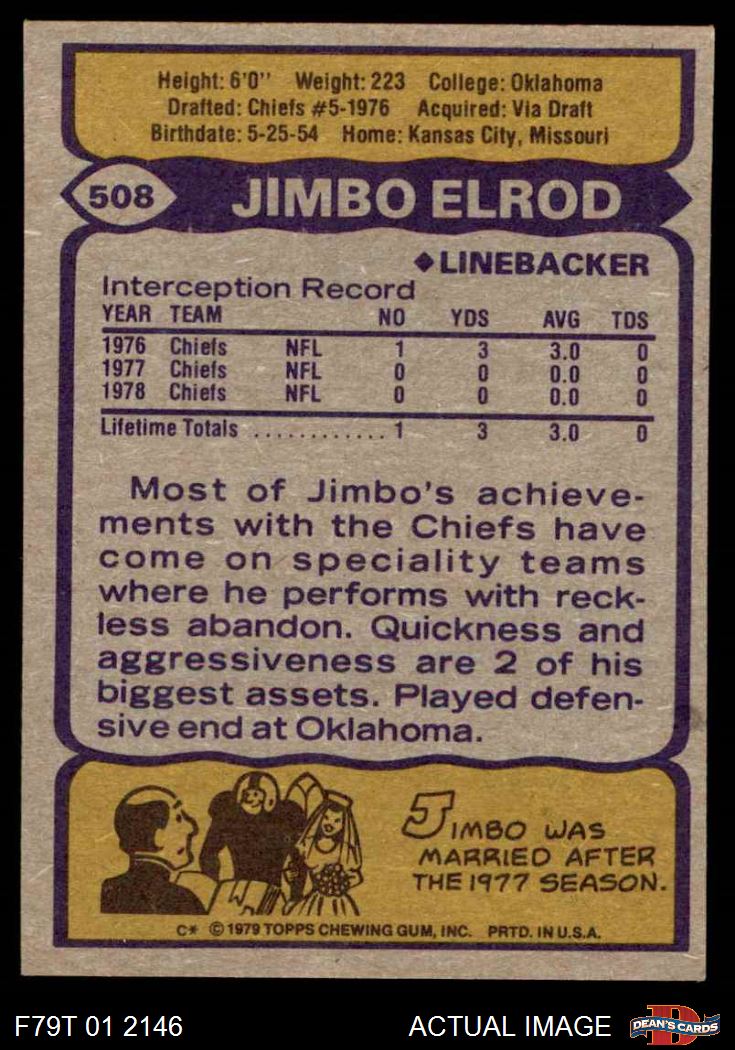 Height: 6'0'' Weight: 223 College: Oklahoma
Drafted: Chiefs #5-1976 Acquired: Via Draft
Birthdate: 5-25-54 Home: Kansas City, Missouri
508 JIMBO ELROD
◆LINEBACKER
Interception Record
YEAR TEAM NO YDS AVG TDS
1976 Chiefs NFL 1 3 3.0 0
1977 Chiefs NFL 0 0 0.0 0
1978 Chiefs NFL 0 0 0.0 0
Lifetime Totals ............ 1 3 3.0 0
Most of Jimbo's achieve-
ments with the Chiefs have
come on speciality teams
where he performs with reck-
less abandon. Quickness and
aggressiveness are 2 of his
biggest assets. Played defen-
sive end at Oklahoma.
JIMBO WAS
MARRIED AFTER
THE 1977 SEASON.
C* © 1979 TOPPS CHEWING GUM, INC. PRTD. IN U.S.A.
F79T 01 2146 ACTUAL IMAGE D DEAN'S CARDS